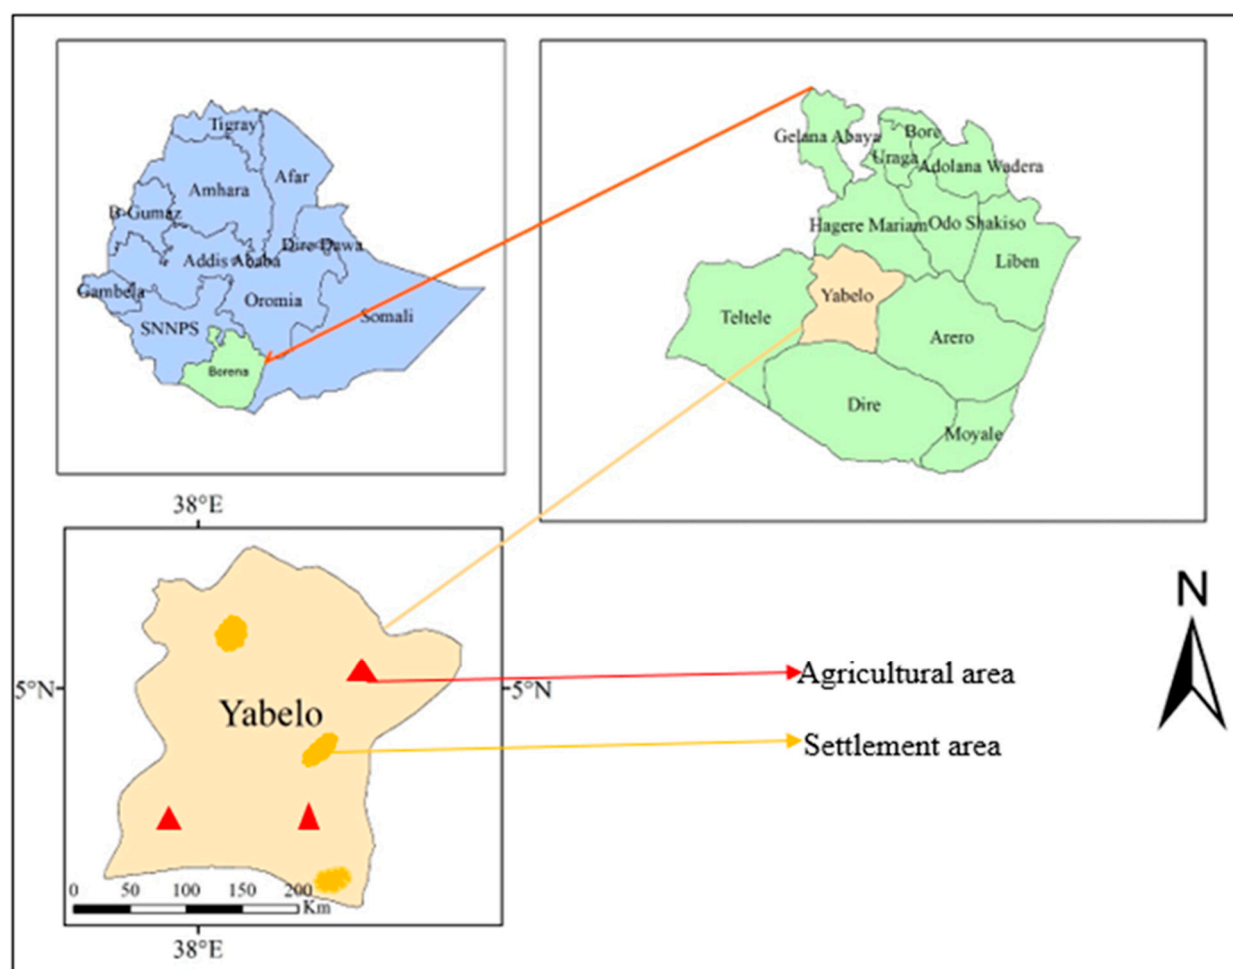 Tigray
Afar
Amhara
B-Gumaz
Dire Dawa
Addis Ababa
Gambela
Oromia
SNNPS
Somali
Borena
Gelana Abaya
Bore
Uraga
Adolana Wadera
Hagere Mariam
Odo Shakiso
Liben
Yabelo
Teltele
Arero
Dire
Moyale
38°E
N
5°N
5°N
Agricultural area
Yabelo
Settlement area
0 50 100 150 200
Km
38°E